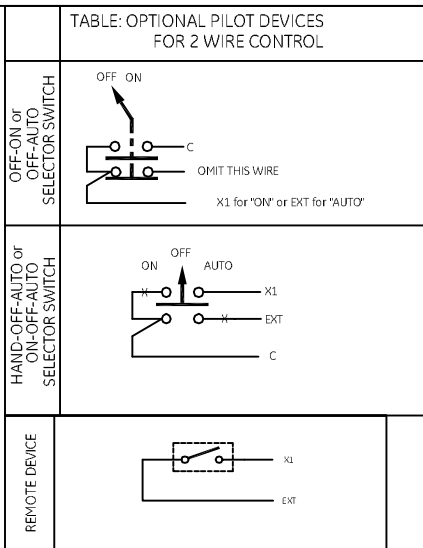 TABLE: OPTIONAL PILOT DEVICES
FOR 2 WIRE CONTROL
OFF-ON or
OFF-AUTO
SELECTOR SWITCH
OFF ON
C
OMIT THIS WIRE
X1 for "ON" or EXT for "AUTO"
HAND-OFF-AUTO or
ON-OFF-AUTO
SELECTOR SWITCH
OFF
ON AUTO
X X1
X EXT
C
REMOTE DEVICE
X1
EXT